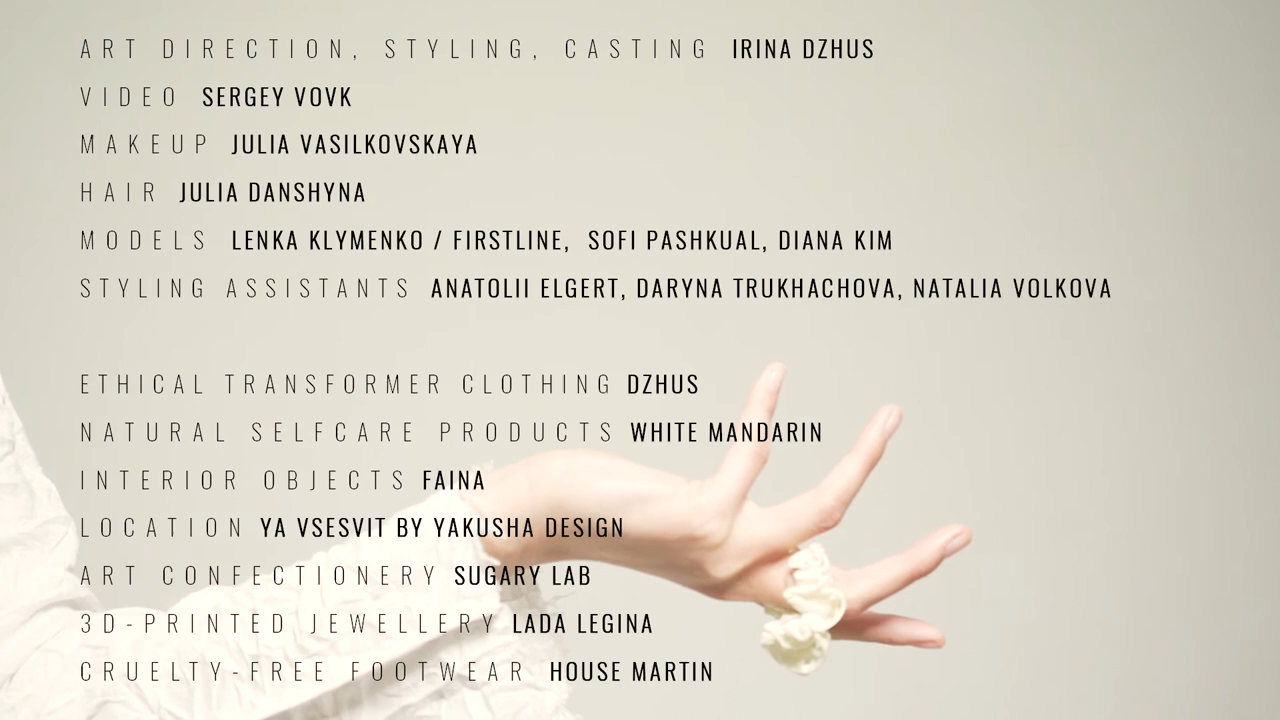 ART DIRECTION, STYLING, CASTING IRINA DZHUS
VIDEO SERGEY VOVK
MAKEUP JULIA VASILKOVSKAYA
HAIR JULIA DANSHYNA
MODELS LENKA KLYMENKO / FIRSTLINE, SOFI PASHKUAL, DIANA KIM
STYLING ASSISTANTS ANATOLII ELGERT, DARYNA TRUKHACHOVA, NATALIA VOLKOVA
ETHICAL TRANSFORMER CLOTHING DZHUS
NATURAL SELFCARE PRODUCTS WHITE MANDARIN
INTERIOR OBJECTS FAINA
LOCATION YA VSESVIT BY YAKUSHA DESIGN
ART CONFECTIONERY SUGARY LAB
3D-PRINTED JEWELLERY LADA LEGINA
CRUELTY-FREE FOOTWEAR HOUSE MARTIN